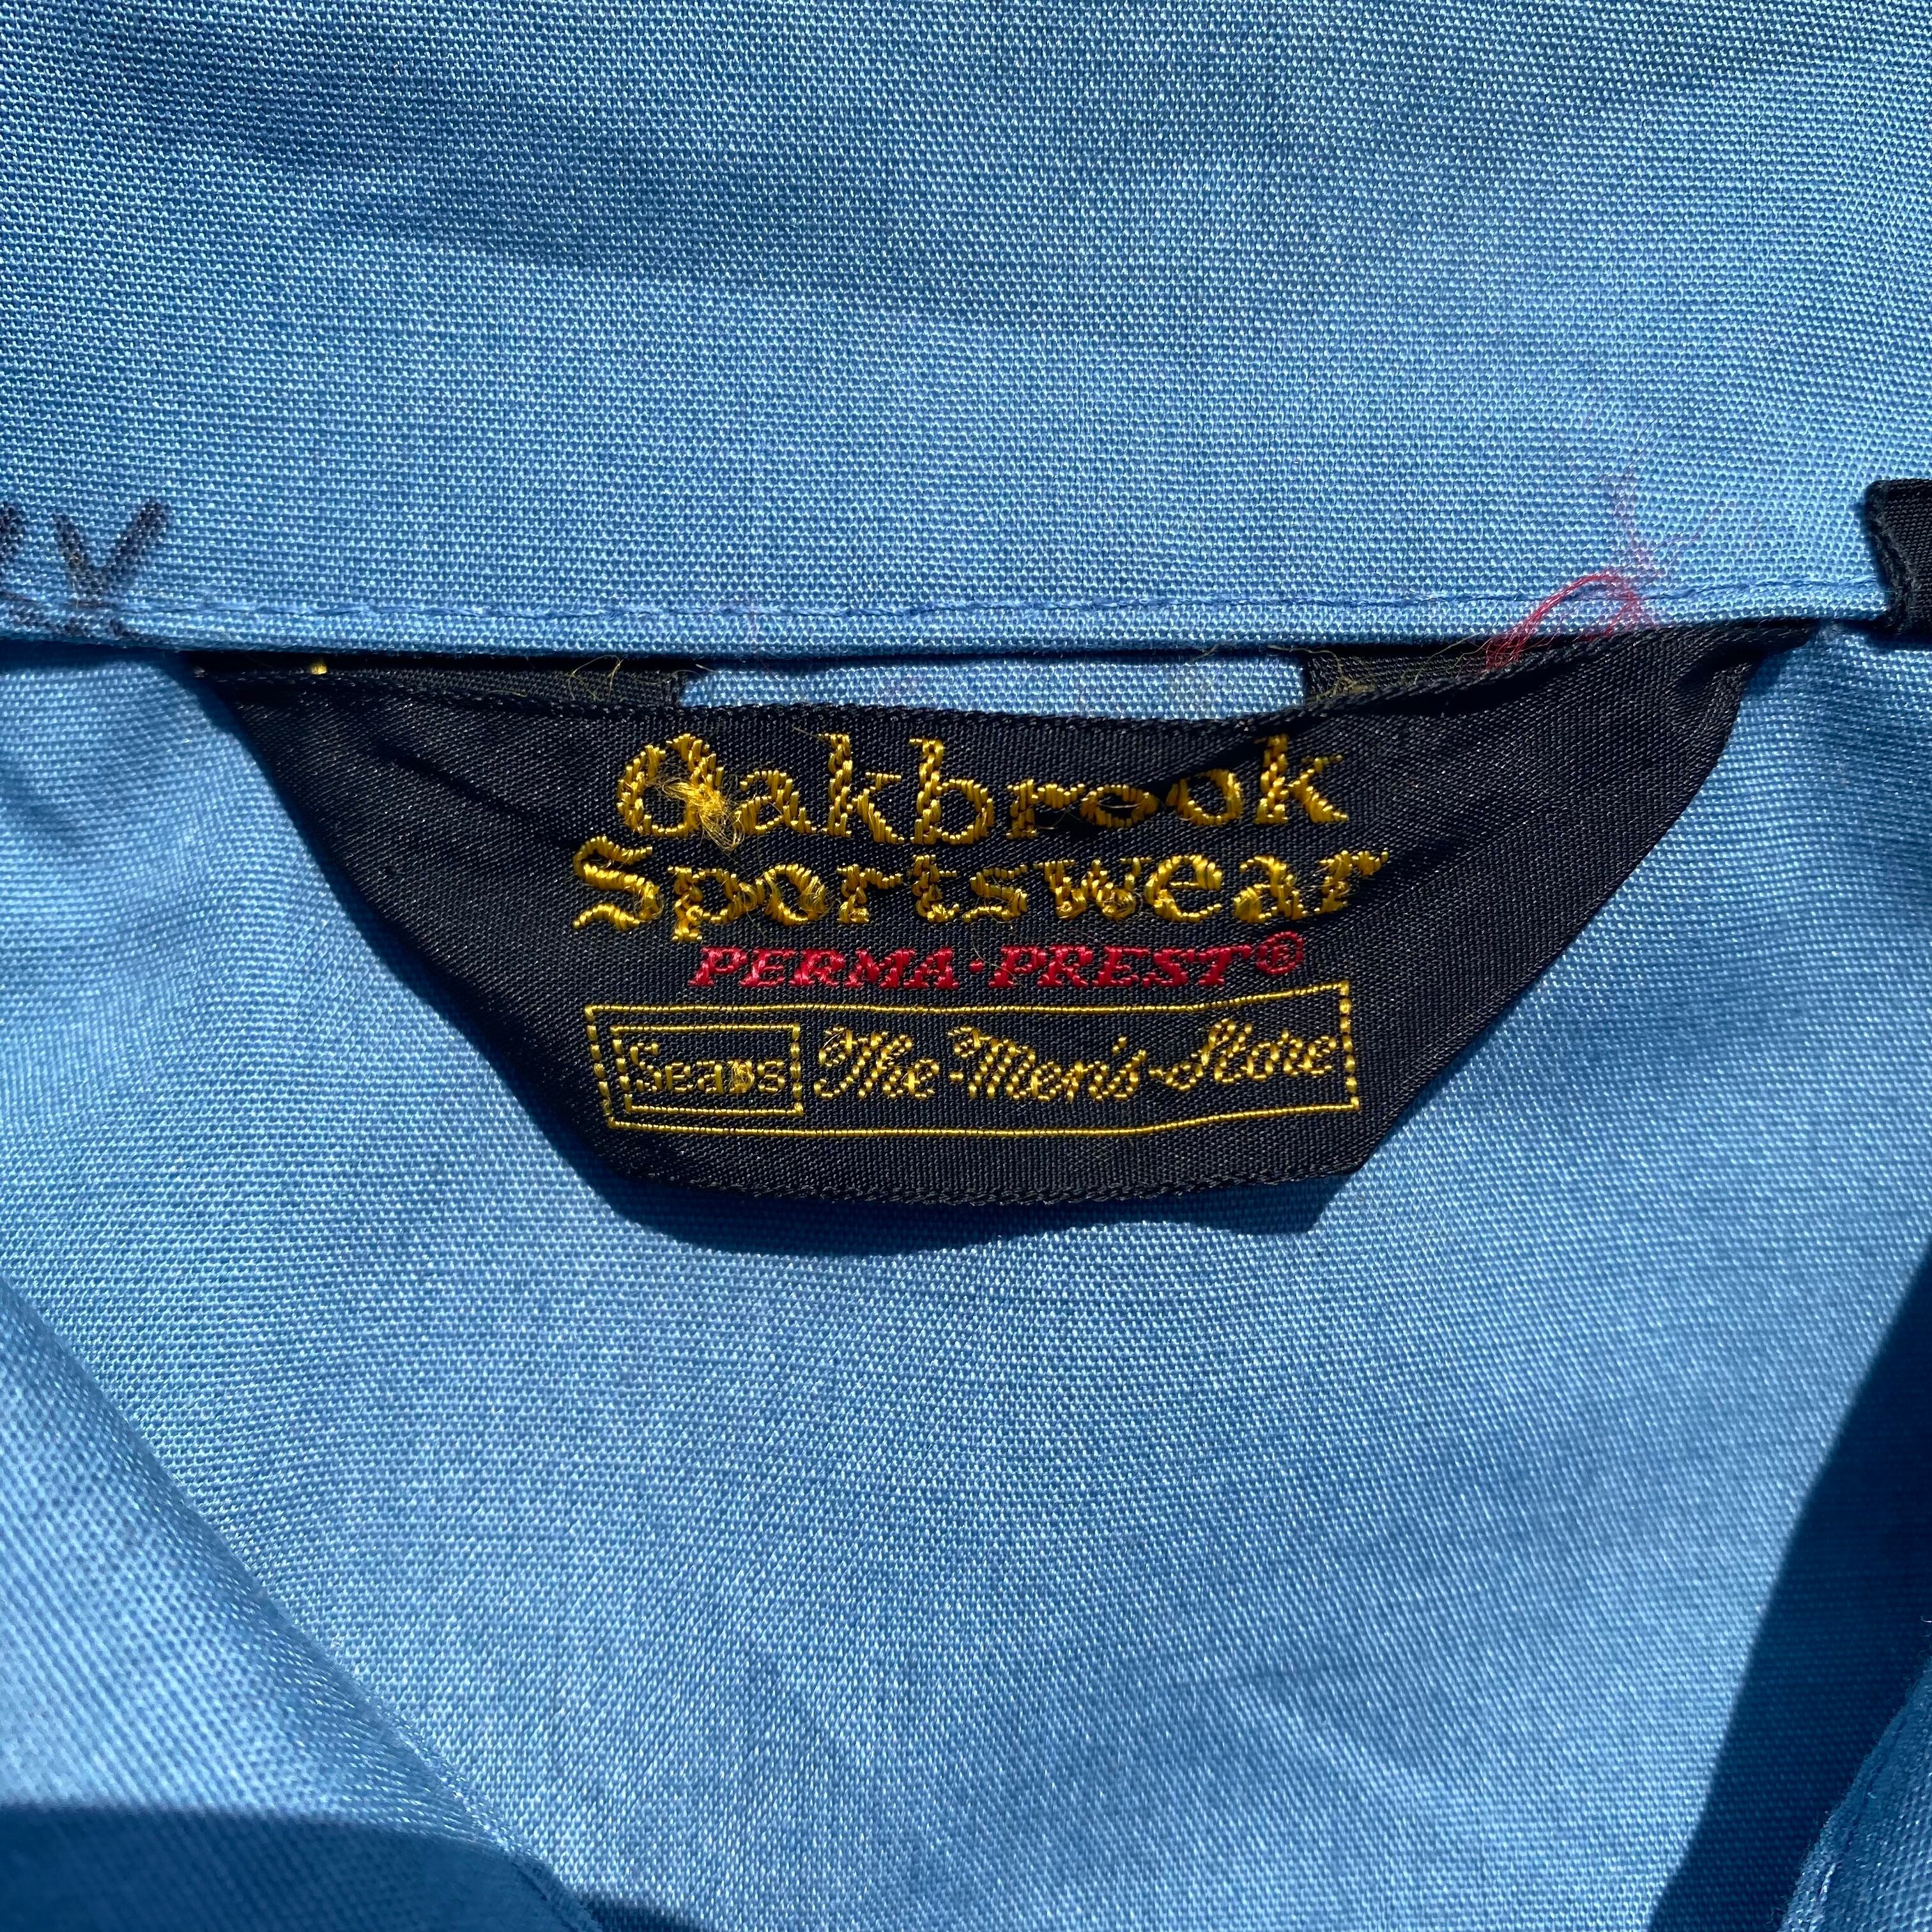 Oakbrook
Sportswear
PERMA-PREST®
Sears The Men's Store